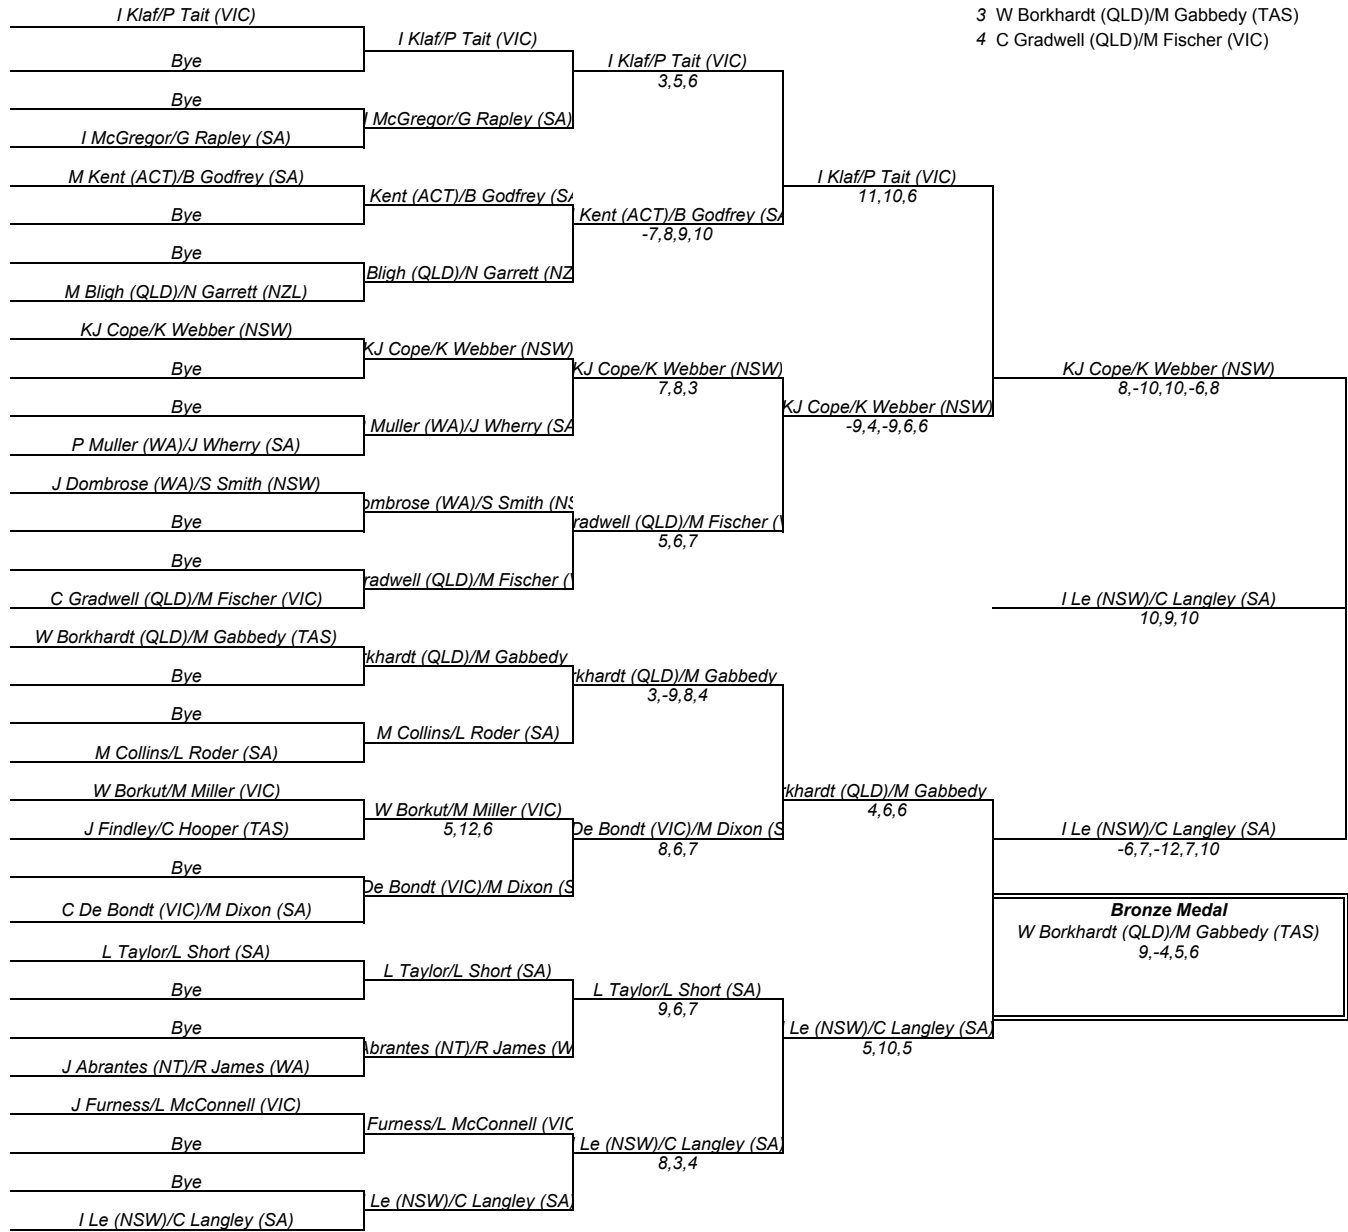 I Klaf/P Tait (VIC)
Bye
Bye
I McGregor/G Rapley (SA)
M Kent (ACT)/B Godfrey (SA)
Bye
Bye
M Bligh (QLD)/N Garrett (NZL)
KJ Cope/K Webber (NSW)
Bye
Bye
P Muller (WA)/J Wherry (SA)
J Dombrose (WA)/S Smith (NSW)
Bye
Bye
C Gradwell (QLD)/M Fischer (VIC)
W Borkhardt (QLD)/M Gabbedy (TAS)
Bye
Bye
M Collins/L Roder (SA)
W Borkut/M Miller (VIC)
J Findley/C Hooper (TAS)
Bye
C De Bondt (VIC)/M Dixon (SA)
L Taylor/L Short (SA)
Bye
Bye
J Abrantes (NT)/R James (WA)
J Furness/L McConnell (VIC)
Bye
Bye
I Le (NSW)/C Langley (SA)
I Klaf/P Tait (VIC)
I McGregor/G Rapley (SA)
Kent (ACT)/B Godfrey (SA
Bligh (QLD)/N Garrett (NZ
KJ Cope/K Webber (NSW)
Muller (WA)/J Wherry (SA
ombrose (WA)/S Smith (NS
radwell (QLD)/M Fischer (V
rkhardt (QLD)/M Gabbedy
M Collins/L Roder (SA)
W Borkut/M Miller (VIC)
5,12,6
De Bondt (VIC)/M Dixon (S
L Taylor/L Short (SA)
Abrantes (NT)/R James (W
Furness/L McConnell (VIC
Le (NSW)/C Langley (SA)
I Klaf/P Tait (VIC)
3,5,6
Kent (ACT)/B Godfrey (SA
-7,8,9,10
KJ Cope/K Webber (NSW)
7,8,3
radwell (QLD)/M Fischer (V
5,6,7
rkhardt (QLD)/M Gabbedy
3,-9,8,4
De Bondt (VIC)/M Dixon (S
8,6,7
L Taylor/L Short (SA)
9,6,7
I Le (NSW)/C Langley (SA)
8,3,4
I Klaf/P Tait (VIC)
11,10,6
KJ Cope/K Webber (NSW)
-9,4,-9,6,6
rkhardt (QLD)/M Gabbedy
4,6,6
I Le (NSW)/C Langley (SA)
5,10,5
3 W Borkhardt (QLD)/M Gabbedy (TAS)
4 C Gradwell (QLD)/M Fischer (VIC)
KJ Cope/K Webber (NSW)
8,-10,10,-6,8
I Le (NSW)/C Langley (SA)
10,9,10
I Le (NSW)/C Langley (SA)
-6,7,-12,7,10
Bronze Medal
W Borkhardt (QLD)/M Gabbedy (TAS)
9,-4,5,6